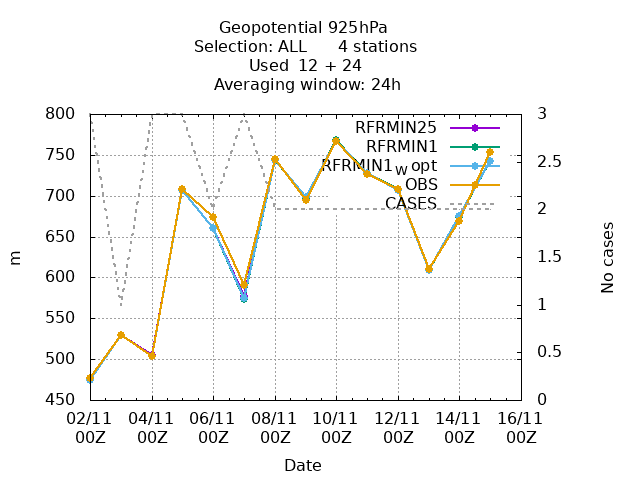 Geopotential 925hPa
Selection: ALL 4 stations
Used 12 + 24
Averaging window: 24h
800
750
700
650
600
550
500
450
m
RFRMIN25
RFRMIN1
RFRMIN1wopt
OBS
CASES
3
2.5
2
1.5
1
0.5
0
No cases
02/11 04/11 06/11 08/11 10/11 12/11 14/11 16/11
00Z 00Z 00Z 00Z 00Z 00Z 00Z 00Z
Date